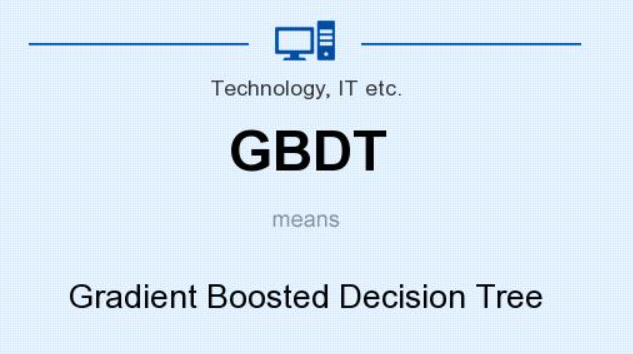 Technology, IT etc.
GBDT
means
Gradient Boosted Decision Tree